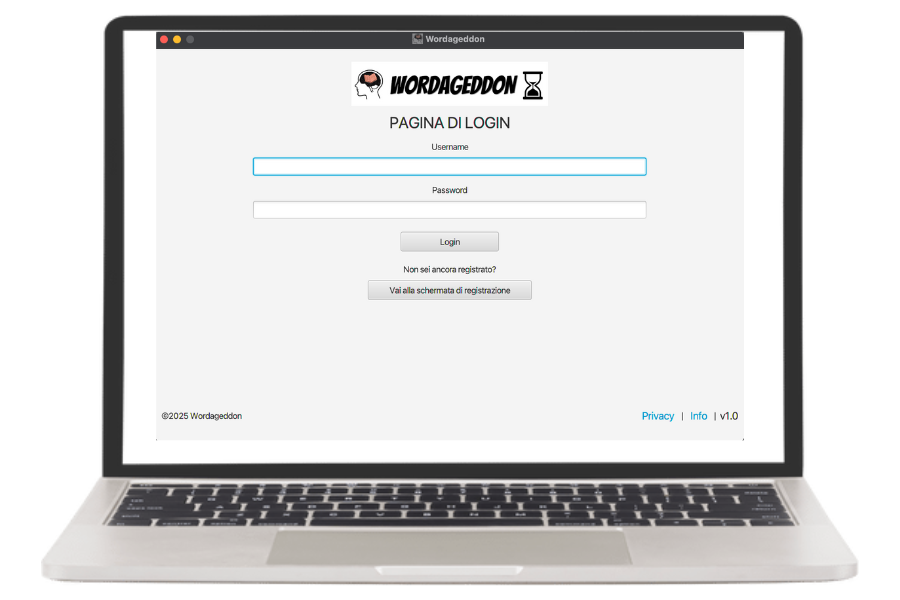 Wordageddon
WORDAGEDDON
PAGINA DI LOGIN
Username
Password
Login
Non sei ancora registrato?
Vai alla schermata di registrazione
©2025 Wordageddon
Privacy | Info | v1.0